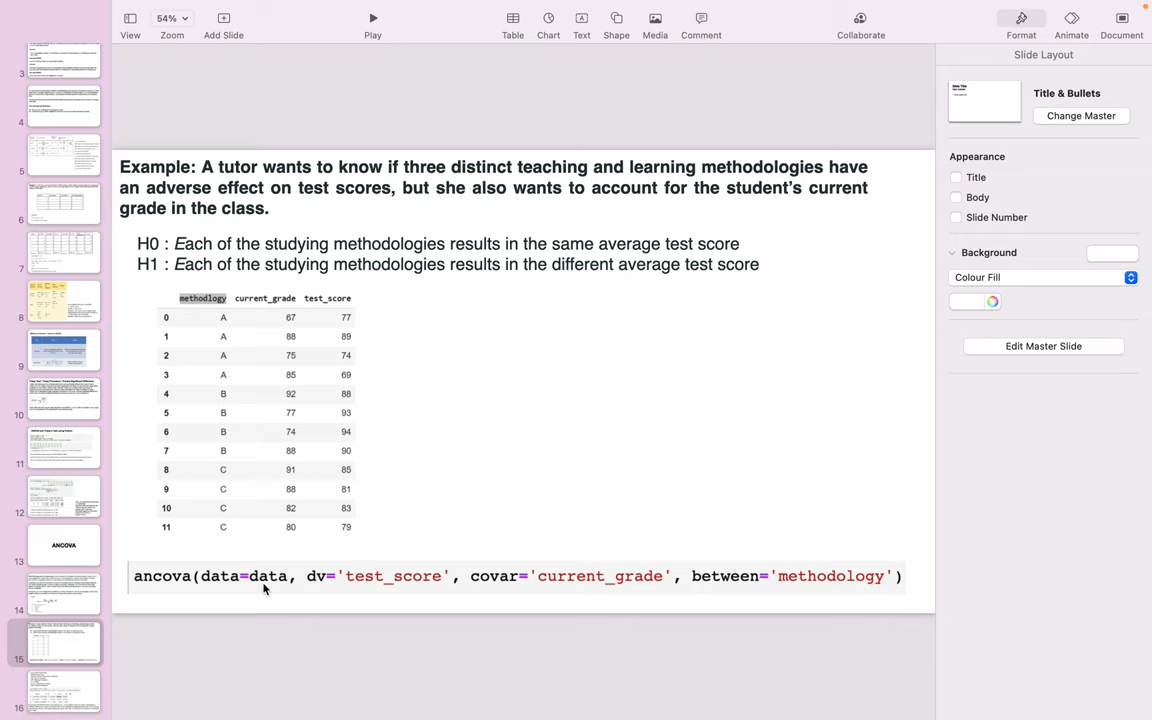 54%
View
Zoom
Add Slide
Play
Table
Chart
Text
Shape
Media
Comment
Collaborate
Format
Animate
Document
Slide Layout
Title & Bullets
Change Master
Appearance
Title
Body
Slide Number
Background
Colour Fill
Edit Master Slide
3
4
5
6
7
8
9
10
11
12
ANCOVA
13
14
15
16
Example: A tutor wants to know if three distinct teaching and learning methodologies have
an adverse effect on test scores, but she also wants to account for the student's current
grade in the class.
H0 : Each of the studying methodologies results in the same average test score
H1 : Each of the studying methodologies results in the different average test score
methodlogy current_grade test_score
0 A 67 77
1 A 88 89
2 A 75 74
3 A 85 69
4 B 92 88
5 B 77 93
6 B 74 94
7 B 88 90
8 C 91 85
9 C 88 81
10 C 82 83
11 C 80 79
ancova(data=data, dv='test_score', covar='current_grade', between='methodology')